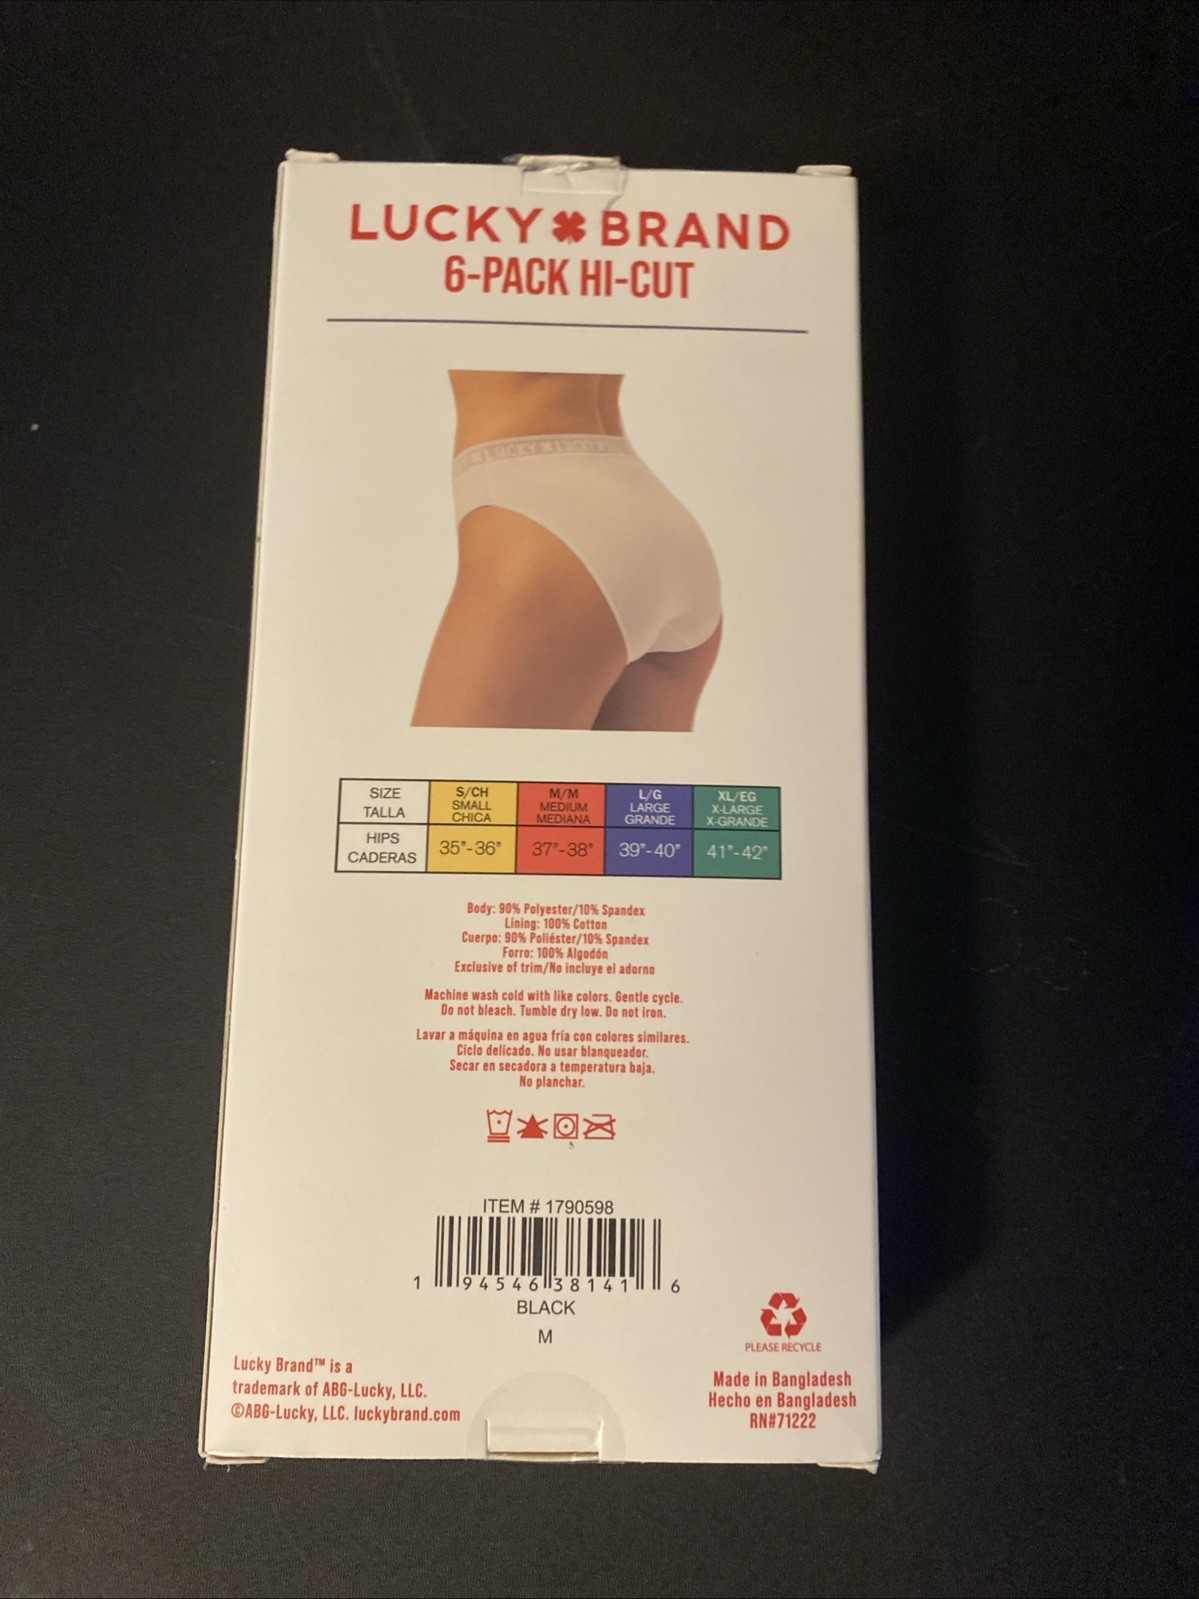 LUCKY BRAND
6-PACK HI-CUT
LUCKY LUCKY
SIZE TALLA
S/CH SMALL CHICA
M/M MEDIUM MEDIANA
L/G LARGE GRANDE
XL/EG X-LARGE X-GRANDE
HIPS CADERAS
35"-36"
37"-38"
39"-40"
41"-42"
Body: 90% Polyester/10% Spandex
Lining: 100% Cotton
Cuerpo: 90% Poliéster/10% Spandex
Forro: 100% Algodón
Exclusive of trim/No incluye el adorno
Machine wash cold with like colors. Gentle cycle.
Do not bleach. Tumble dry low. Do not iron.
Lavar a máquina en agua fría con colores similares.
Ciclo delicado. No usar blanqueador.
Secar en secadora a temperatura baja.
No planchar.
ITEM # 1790598
1 94546 38141 6
BLACK
M
PLEASE RECYCLE
Lucky Brand™ is a
trademark of ABG-Lucky, LLC.
©ABG-Lucky, LLC. luckybrand.com
Made in Bangladesh
Hecho en Bangladesh
RN#71222